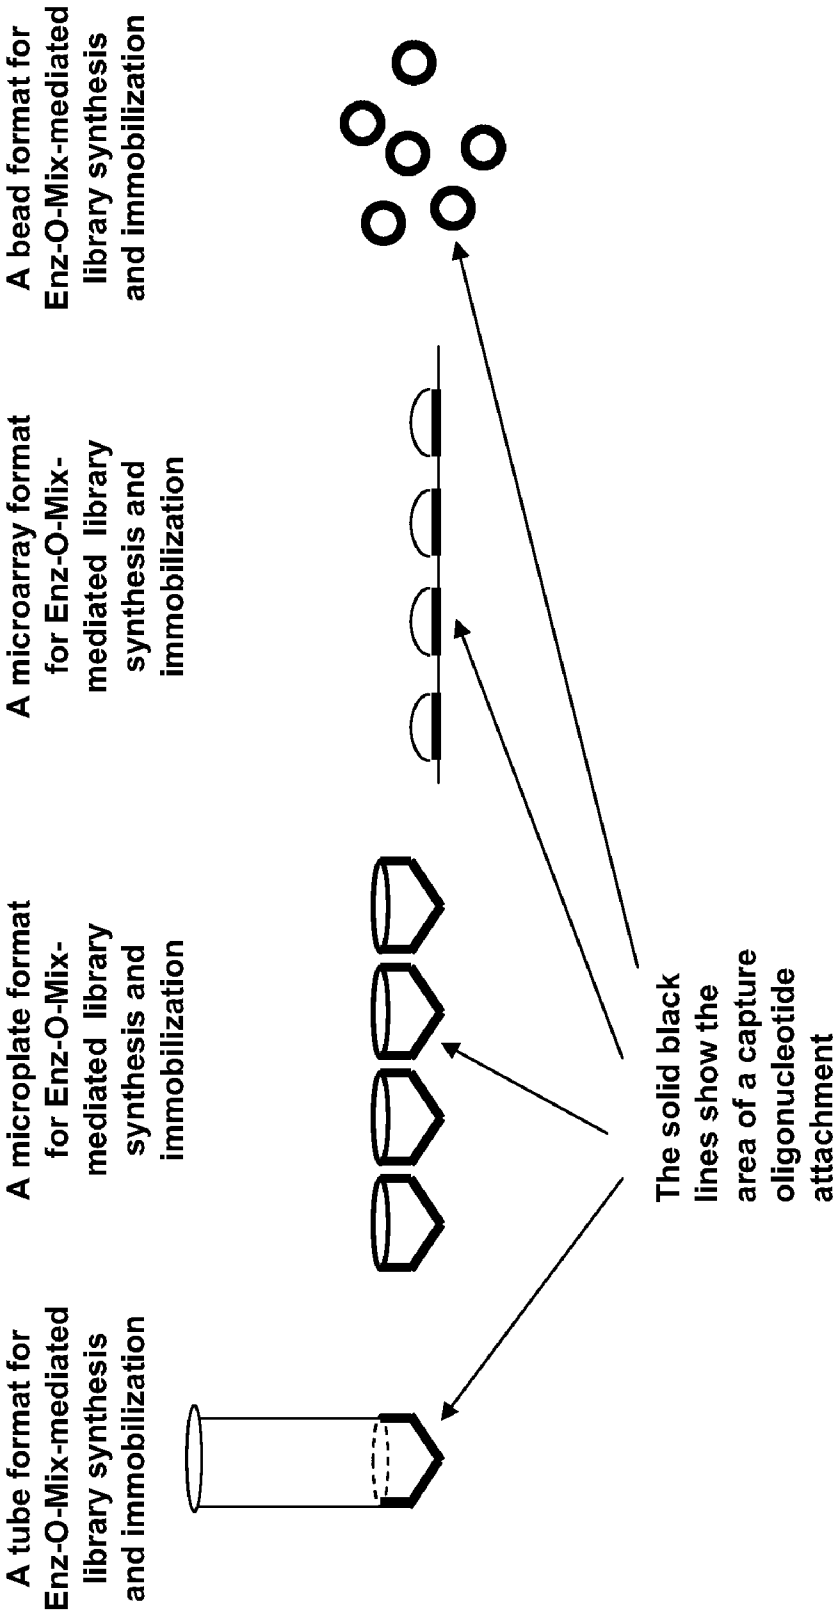 A tube format for
Enz-O-Mix-mediated
library synthesis
and immobilization
A microplate format
for Enz-O-Mix-
mediated library
synthesis and
immobilization
A microarray format
for Enz-O-Mix-
mediated library
synthesis and
immobilization
A bead format for
Enz-O-Mix-mediated
library synthesis
and immobilization
The solid black
lines show the
area of a capture
oligonucleotide
attachment